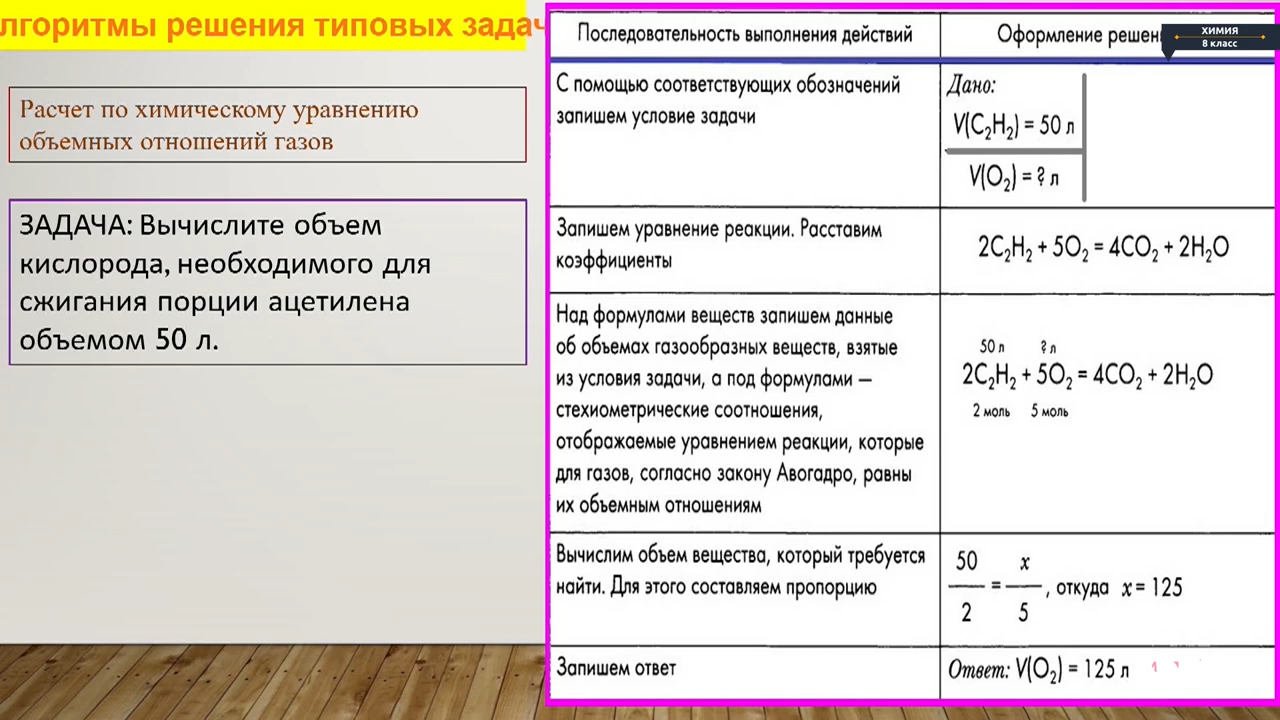 лгоритмы решения типовых задач
Расчет по химическому уравнению
объемных отношений газов
ЗАДАЧА: Вычислите объем
кислорода, необходимого для
сжигания порции ацетилена
объемом 50 л.
Последовательность выполнения действий
Оформление решен
ХИМИЯ
8 класс
С помощью соответствующих обозначений
запишем условие задачи
Дано:
V(C₂H₂) = 50 л
V(O₂) = ? л
Запишем уравнение реакции. Расставим
коэффициенты
2C₂H₂ + 5O₂ = 4CO₂ + 2H₂O
Над формулами веществ запишем данные
об объемах газообразных веществ, взятые
из условия задачи, а под формулами —
стехиометрические соотношения,
отображаемые уравнением реакции, которые
для газов, согласно закону Авогадро, равны
их объемным отношениям
50 л ? л
2C₂H₂ + 5O₂ = 4CO₂ + 2H₂O
2 моль 5 моль
Вычислим объем вещества, который требуется
найти. Для этого составляем пропорцию
50 x
— = — , откуда x = 125
2 5
Запишем ответ
Ответ: V(O₂) = 125 л